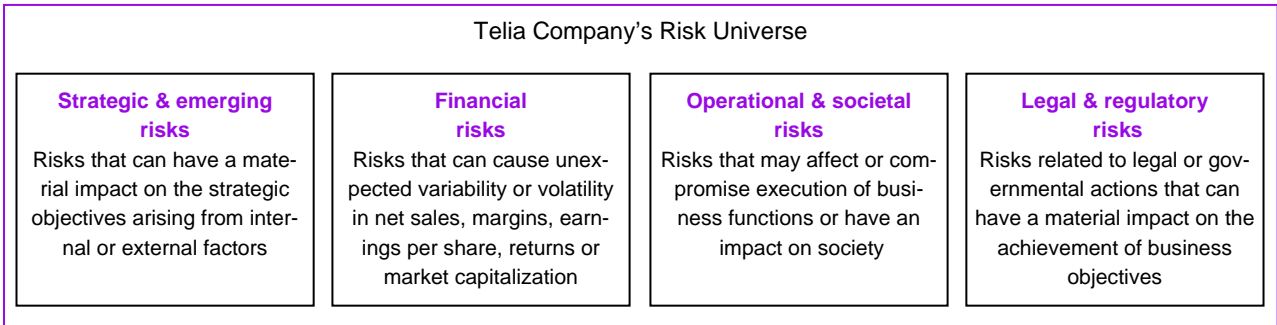 Telia Company’s Risk Universe
Strategic & emerging
risks
Risks that can have a mate-
rial impact on the strategic
objectives arising from inter-
nal or external factors
Financial
risks
Risks that can cause unex-
pected variability or volatility
in net sales, margins, earn-
ings per share, returns or
market capitalization
Operational & societal
risks
Risks that may affect or com-
promise execution of busi-
ness functions or have an
impact on society
Legal & regulatory
risks
Risks related to legal or gov-
ernmental actions that can
have a material impact on the
achievement of business
objectives